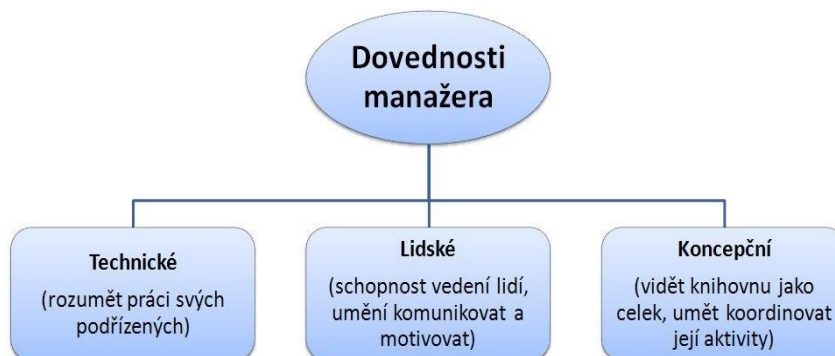 Dovednosti
manažera
Technické
(rozumět práci svých
podřízených)
Lidské
(schopnost vedení lidí,
umění komunikovat a
motivovat)
Koncepční
(vidět knihovnu jako
celek, umět koordinovat
její aktivity)